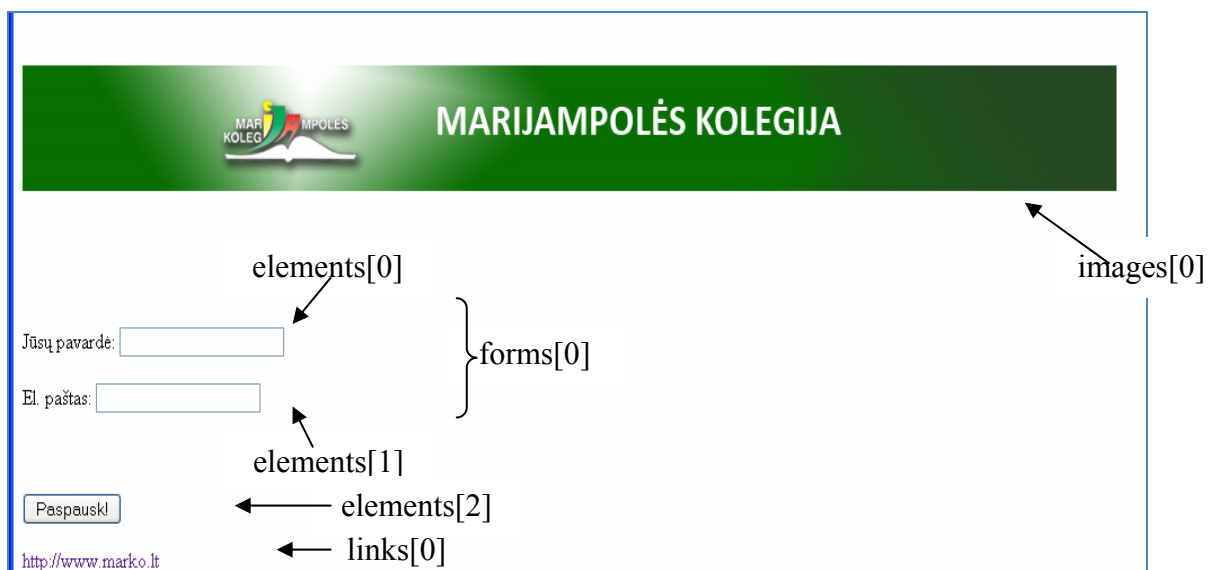 MARIJAMPOLĖS KOLEGIJA
MAR MPOLĖS
KOLEG
elements[0]
images[0]
Jūsų pavardė:
forms[0]
El. paštas:
elements[1]
Paspausk!
elements[2]
links[0]
http://www.marko.lt